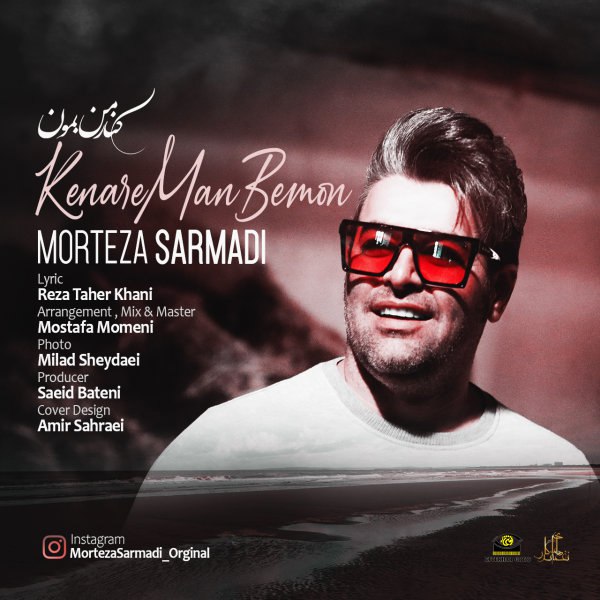 کنار من بمون
Kenare Man Bemon
MORTEZA SARMADI
Lyric
Reza Taher Khani
Arrangement , Mix & Master
Mostafa Momeni
Photo
Milad Sheydaei
Producer
Saeid Bateni
Cover Design
Amir Sahraei
Instagram
MortezaSarmadi_Orginal